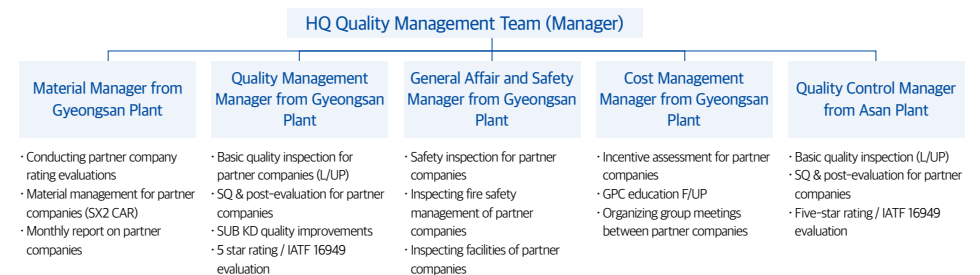 HQ Quality Management Team (Manager)
Material Manager from
Gyeongsan Plant
· Conducting partner company
rating evaluations
· Material management for partner
companies (SX2 CAR)
· Monthly report on partner
companies
Quality Management
Manager from Gyeongsan
Plant
· Basic quality inspection for
partner companies (L/UP)
· SQ & post-evaluation for partner
companies
· SUB KD quality improvements
· 5 star rating / IATF 16949
evaluation
General Affair and Safety
Manager from Gyeongsan
Plant
· Safety inspection for partner
companies
· Inspecting fire safety
management of partner
companies
· Inspecting facilities of partner
companies
Cost Management
Manager from Gyeongsan
Plant
· Incentive assessment for partner
companies
· GPC education F/UP
· Organizing group meetings
between partner companies
Quality Control Manager
from Asan Plant
· Basic quality inspection (L/UP)
· SQ & post-evaluation for partner
companies
· Five-star rating / IATF 16949
evaluation